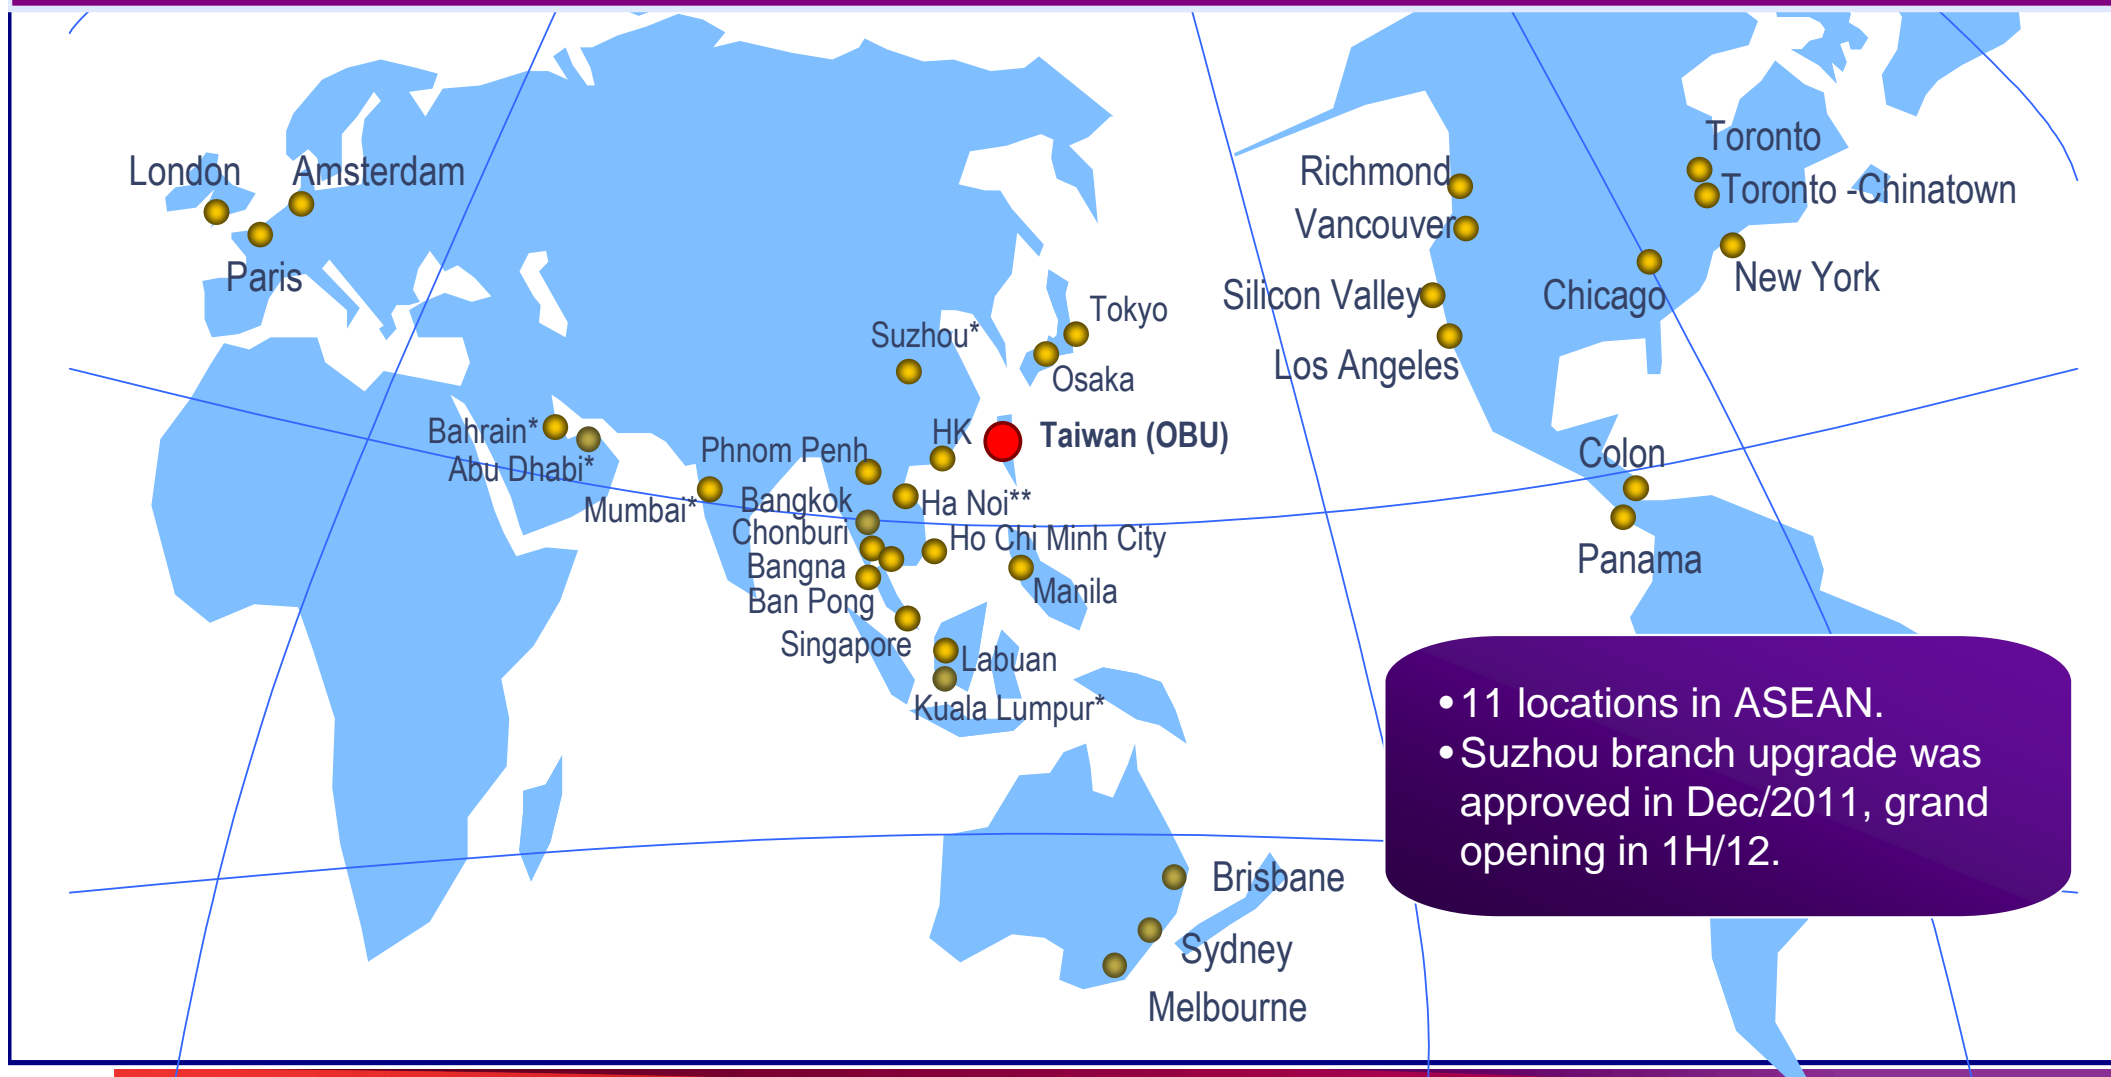 Toronto
London
Amsterdam
Richmond
Toronto -Chinatown
Vancouver
Paris
New York
Silicon Valley
Chicago
Tokyo
Suzhou*
Los Angeles
Osaka
Bahrain*
HK
Taiwan (OBU)
Phnom Penh
Colon
Abu Dhabi*
Mumbai*
Bangkok
Ha Noi**
Chonburi
Ho Chi Minh City
Panama
Bangna
Manila
Ban Pong
Singapore
Labuan
Kuala Lumpur*
•11 locations in ASEAN.
•Suzhou branch upgrade was
approved in Dec/2011, grand
opening in 1H/12.
Brisbane
Sydney
Melbourne